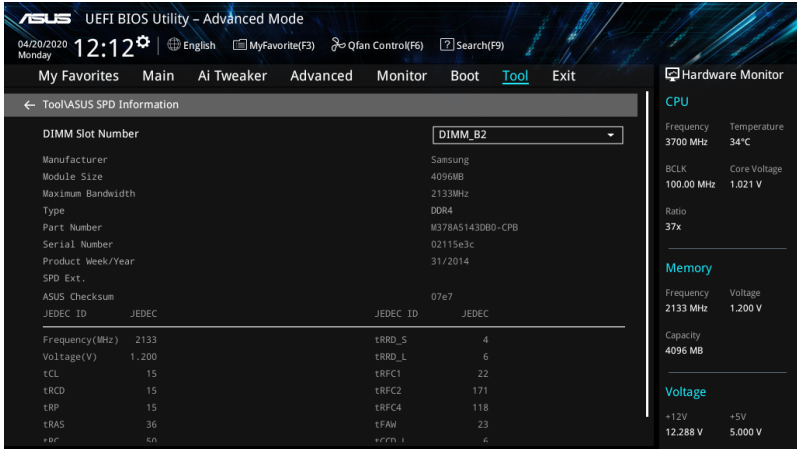 ASUS UEFI BIOS Utility – Advanced Mode
04/20/2020 Monday 12:12 English MyFavorite(F3) Qfan Control(F6) ? Search(F9)
My Favorites Main Ai Tweaker Advanced Monitor Boot Tool Exit
← Tool\ASUS SPD Information
DIMM Slot Number DIMM_B2
Manufacturer Samsung
Module Size 4096MB
Maximum Bandwidth 2133MHz
Type DDR4
Part Number M378A5143DB0-CPB
Serial Number 02115e3c
Product Week/Year 31/2014
SPD Ext.
ASUS Checksum 07e7
JEDEC ID JEDEC JEDEC ID JEDEC
Frequency(MHz) 2133 tRRD_S 4
Voltage(V) 1.200 tRRD_L 6
tCL 15 tRFC1 22
tRCD 15 tRFC2 171
tRP 15 tRFC4 118
tRAS 36 tFAW 23
tRC 50 tCCD_L 6
Hardware Monitor
CPU
Frequency Temperature
3700 MHz 34°C
BCLK Core Voltage
100.00 MHz 1.021 V
Ratio
37x
Memory
Frequency Voltage
2133 MHz 1.200 V
Capacity
4096 MB
Voltage
+12V +5V
12.288 V 5.000 V